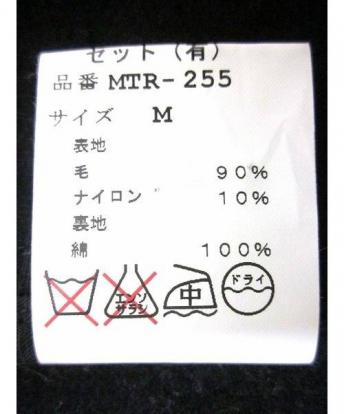 セット(有)
品番 MTR-255
サイズ M
表地
毛 90%
ナイロン 10%
裏地
綿 100%
エンソ
サラシ
中
ドライ